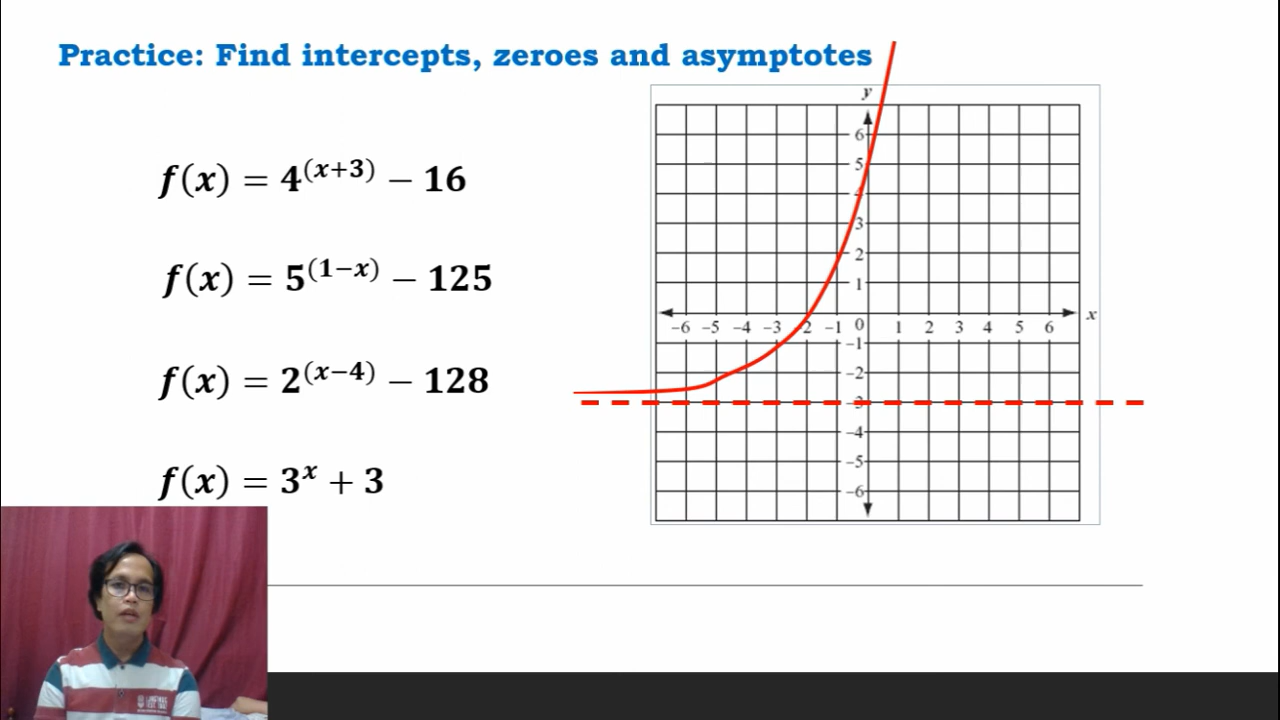 Practice: Find intercepts, zeroes and asymptotes
f(x) = 4^(x+3) − 16
f(x) = 5^(1−x) − 125
f(x) = 2^(x−4) − 128
f(x) = 3^x + 3
y
6
5
4
3
2
1
−6 −5 −4 −3 −2 −1 0 1 2 3 4 5 6 x
−1
−2
−3
−4
−5
−6